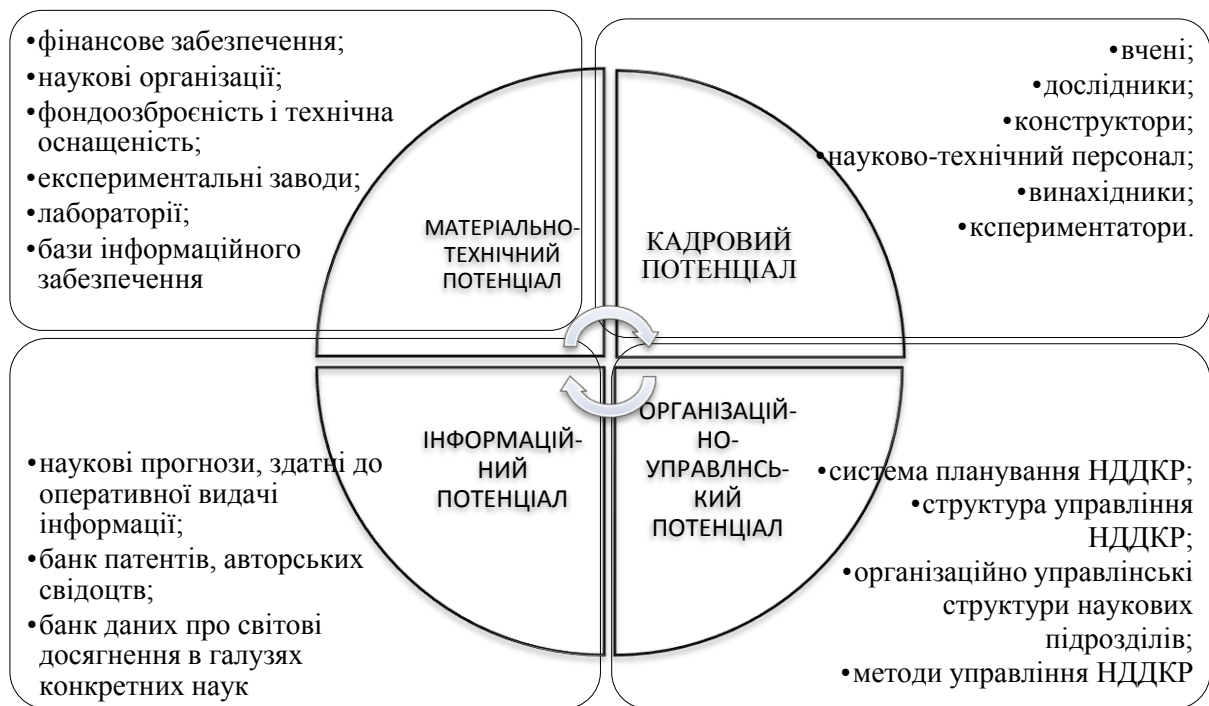 •фінансове забезпечення;
•наукові організації;
•фондоозброєність і технічна
оснащеність;
•експериментальні заводи;
•лабораторії;
•бази інформаційного
забезпечення
МАТЕРІАЛЬНО-
ТЕХНІЧНИЙ
ПОТЕНЦІАЛ
•вчені;
•дослідники;
•конструктори;
•науково-технічний персонал;
•винахідники;
•кспериментатори.
КАДРОВИЙ
ПОТЕНЦІАЛ
•наукові прогнози, здатні до
оперативної видачі
інформації;
•банк патентів, авторських
свідоцтв;
•банк даних про світові
досягнення в галузях
конкретних наук
ІНФОРМАЦІЙ-
НИЙ
ПОТЕНЦІАЛ
ОРГАНІЗАЦІЙ-
НО-
УПРАВЛНСЬ-
КИЙ
ПОТЕНЦІАЛ
•система планування НДДКР;
•структура управління
НДДКР;
•організаційно управлінські
структури наукових
підрозділів;
•методи управління НДДКР